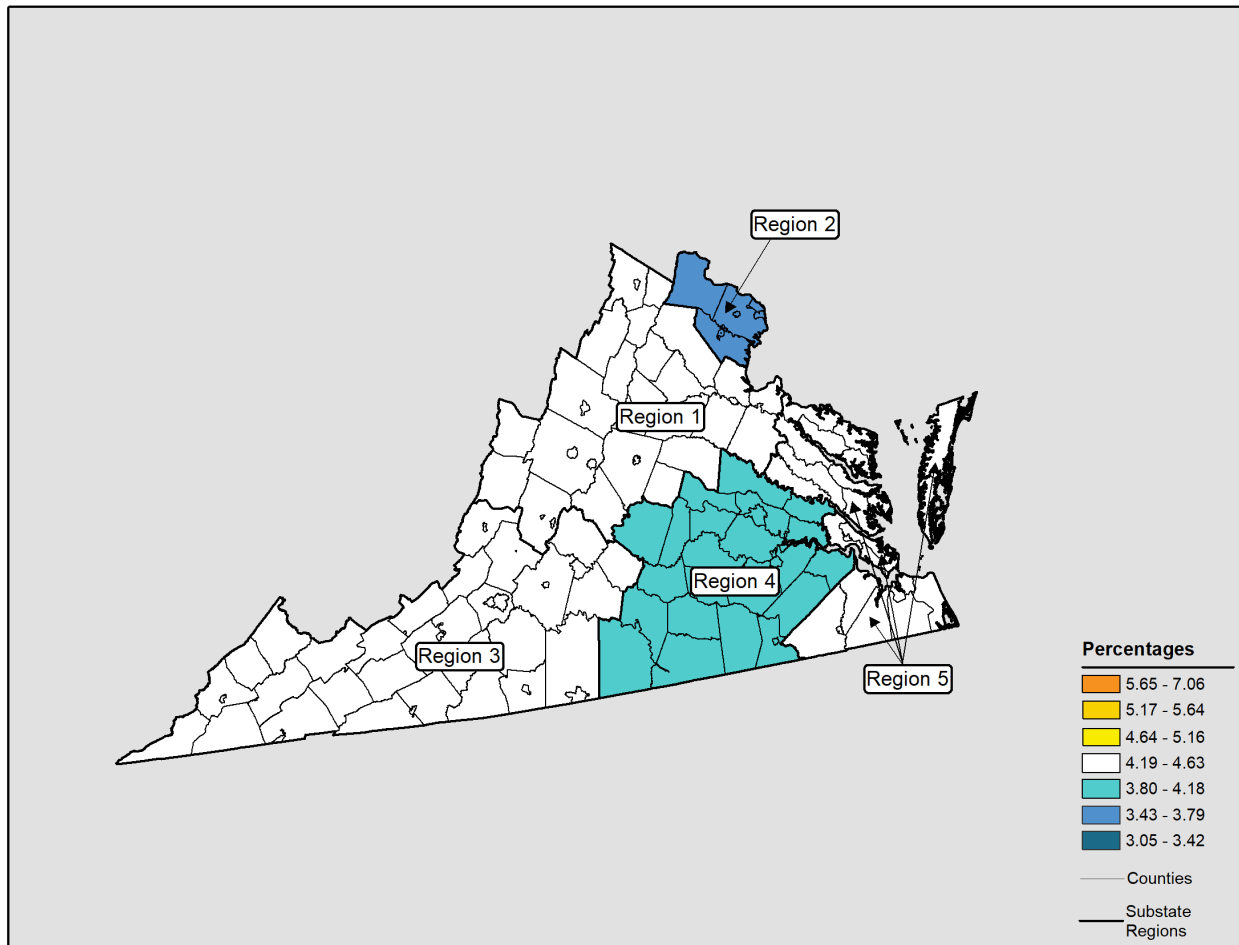 Region 2
Region 1
Region 4
Region 3
Region 5
Percentages
5.65 - 7.06
5.17 - 5.64
4.64 - 5.16
4.19 - 4.63
3.80 - 4.18
3.43 - 3.79
3.05 - 3.42
Counties
Substate
Regions